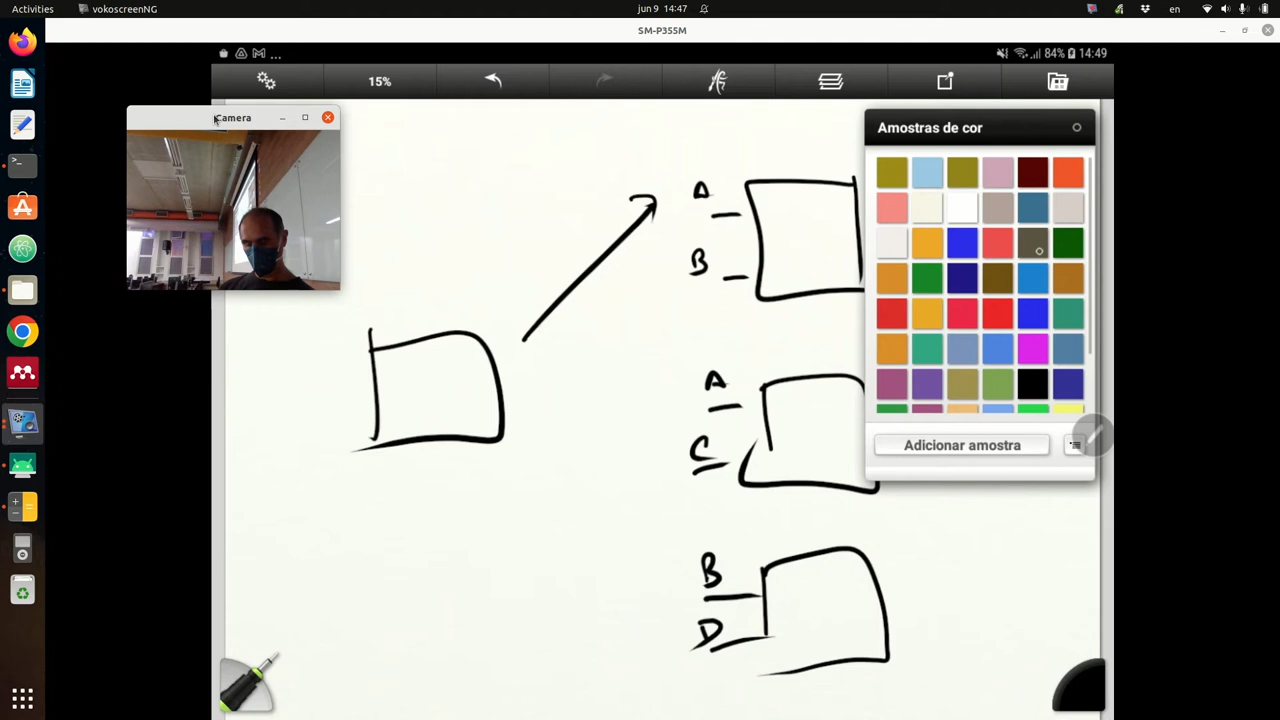 Activities vokoscreenNG jun 9 14:47 en
SM-P355M
... 84% 14:49
15%
Camera
Amostras de cor
A
B
A
C
Adicionar amostra
B
D